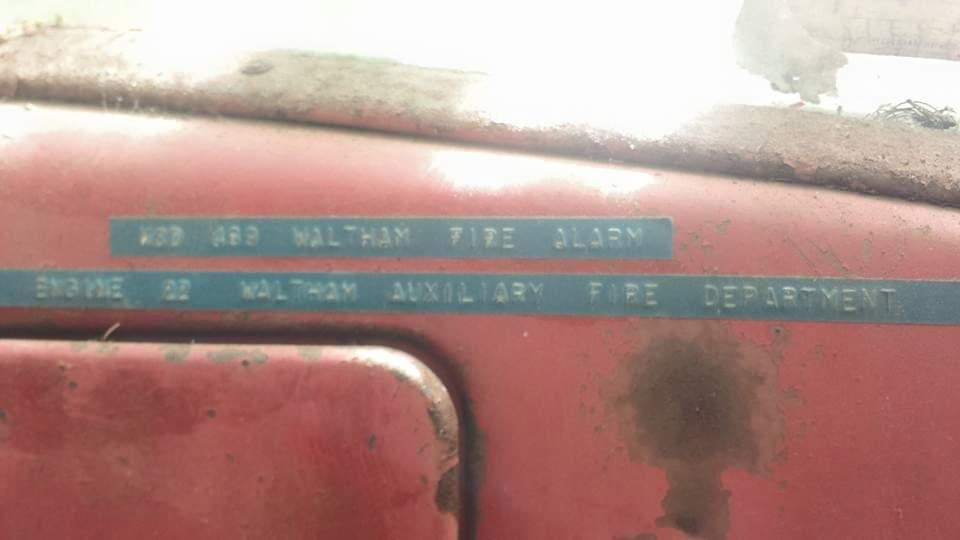 WALTHAM FIRE ALARM
ENGINE 22 WALTHAM AUXILIARY FIRE DEPARTMENT